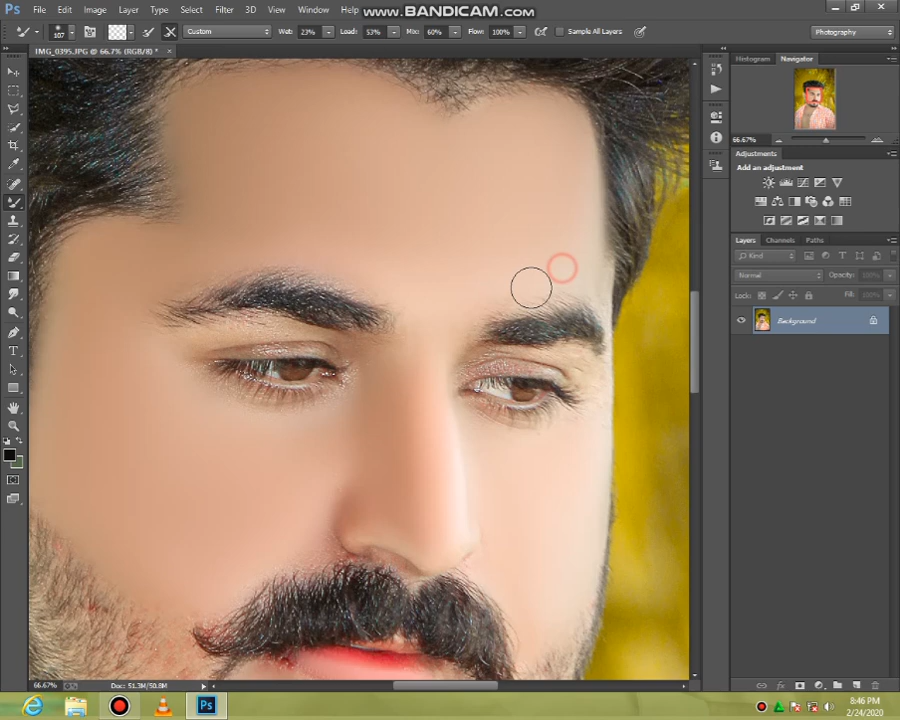 Ps File Edit Image Layer Type Select Filter 3D View Window Help www.BANDICAM.com
107 Custom Wet: 23% Load: 53% Mix: 60% Flow: 100% Sample All Layers Photography
IMG_0395.JPG @ 66.7% (RGB/8) * ×
Histogram Navigator
66.67%
Adjustments
Add an adjustment
Layers Channels Paths
Kind
Normal Opacity: 100%
Lock: Fill: 100%
Background
66.67% Doc: 51.3M/50.8M
8:46 PM
2/24/2020